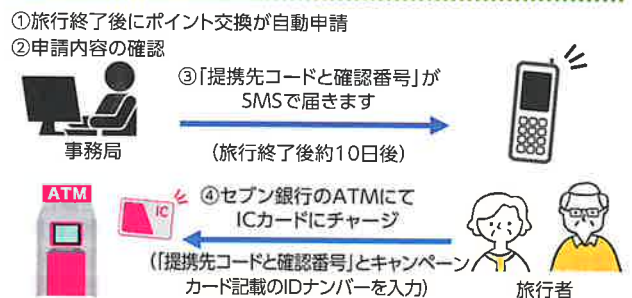 ①旅行終了後にポイント交換が自動申請
②申請内容の確認
③「提携先コードと確認番号」が
SMSで届きます
事務局
(旅行終了後約10日後)
ATM
IC
④セブン銀行のATMにて
ICカードにチャージ
(「提携先コードと確認番号」とキャンペーン
カード記載のIDナンバーを入力)
旅行者